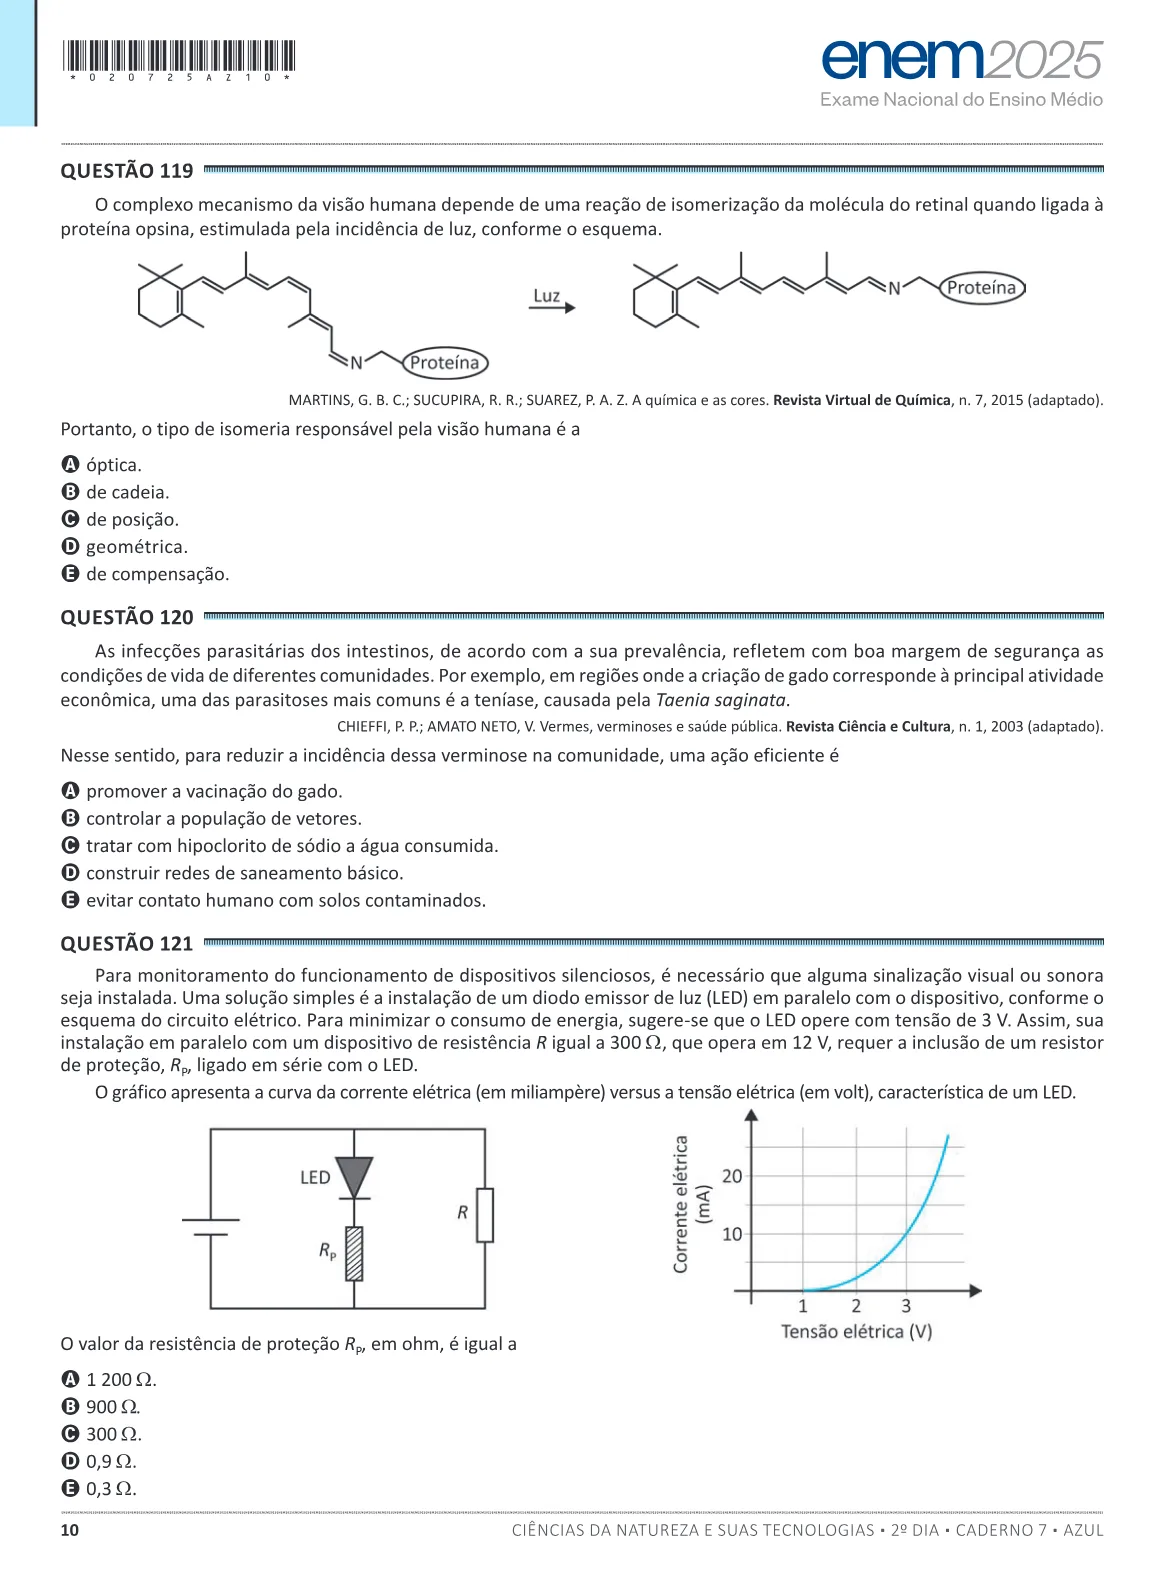 *020725AZ10*
enem2025
Exame Nacional do Ensino Médio
QUESTÃO 119
O complexo mecanismo da visão humana depende de uma reação de isomerização da molécula do retinal quando ligada à
proteína opsina, estimulada pela incidência de luz, conforme o esquema.
N
Proteína
Luz
N
Proteína
MARTINS, G. B. C.; SUCUPIRA, R. R.; SUAREZ, P. A. Z. A química e as cores. Revista Virtual de Química, n. 7, 2015 (adaptado).
Portanto, o tipo de isomeria responsável pela visão humana é a
A óptica.
B de cadeia.
C de posição.
D geométrica.
E de compensação.
QUESTÃO 120
As infecções parasitárias dos intestinos, de acordo com a sua prevalência, refletem com boa margem de segurança as
condições de vida de diferentes comunidades. Por exemplo, em regiões onde a criação de gado corresponde à principal atividade
econômica, uma das parasitoses mais comuns é a teníase, causada pela Taenia saginata.
CHIEFFI, P. P.; AMATO NETO, V. Vermes, verminoses e saúde pública. Revista Ciência e Cultura, n. 1, 2003 (adaptado).
Nesse sentido, para reduzir a incidência dessa verminose na comunidade, uma ação eficiente é
A promover a vacinação do gado.
B controlar a população de vetores.
C tratar com hipoclorito de sódio a água consumida.
D construir redes de saneamento básico.
E evitar contato humano com solos contaminados.
QUESTÃO 121
Para monitoramento do funcionamento de dispositivos silenciosos, é necessário que alguma sinalização visual ou sonora
seja instalada. Uma solução simples é a instalação de um diodo emissor de luz (LED) em paralelo com o dispositivo, conforme o
esquema do circuito elétrico. Para minimizar o consumo de energia, sugere-se que o LED opere com tensão de 3 V. Assim, sua
instalação em paralelo com um dispositivo de resistência R igual a 300 Ω, que opera em 12 V, requer a inclusão de um resistor
de proteção, Rₚ, ligado em série com o LED.
O gráfico apresenta a curva da corrente elétrica (em miliampère) versus a tensão elétrica (em volt), característica de um LED.
LED
Rₚ
R
Corrente elétrica
(mA)
20
10
1 2 3
Tensão elétrica (V)
O valor da resistência de proteção Rₚ, em ohm, é igual a
A 1 200 Ω.
B 900 Ω.
C 300 Ω.
D 0,9 Ω.
E 0,3 Ω.
10
CIÊNCIAS DA NATUREZA E SUAS TECNOLOGIAS • 2º DIA • CADERNO 7 • AZUL